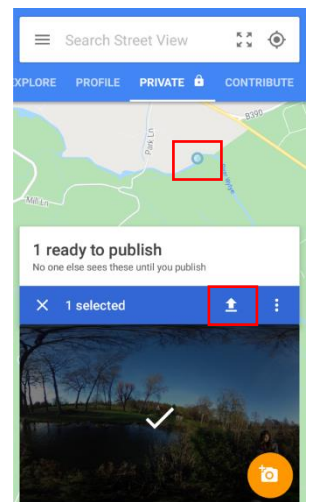 Search Street View
XPLORE PROFILE PRIVATE CONTRIBUTE
B390
Park Ln
Mill Ln
1 ready to publish
No one else sees these until you publish
1 selected